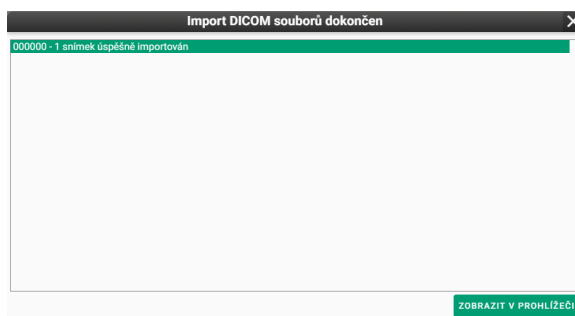 Import DICOM souborů dokončen
000000 - 1 snímek úspěšně importován
ZOBRAZIT V PROHLÍŽEČI